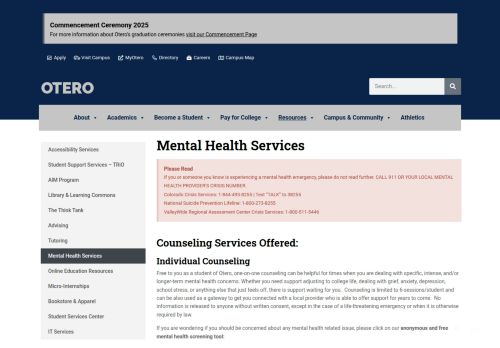 Commencement Ceremony 2025
For more information about Otero's graduation ceremonies visit our Commencement Page
Apply
Visit Campus
MyOtero
Directory
Careers
Campus Map
OTERO
Search...
About
Academics
Become a Student
Pay for College
Resources
Campus & Community
Athletics
Accessibility Services
Student Support Services – TRiO
AIM Program
Library & Learning Commons
The Think Tank
Advising
Tutoring
Mental Health Services
Online Education Resources
Micro-Internships
Bookstore & Apparel
Student Services Center
IT Services
Mental Health Services
Please Read
If you or someone you know is experiencing a mental health emergency, please do not read further. CALL 911 OR YOUR LOCAL MENTAL
HEALTH PROVIDER'S CRISIS NUMBER.
Colorado Crisis Services: 1-844-493-8255 | Text "TALK" to 38255
National Suicide Prevention Lifeline: 1-800-273-8255
ValleyWide Regional Assessment Center Crisis Services: 1-800-511-5446
Counseling Services Offered:
Individual Counseling
Free to you as a student of Otero, one-on-one counseling can be helpful for times when you are dealing with specific, intense, and/or
longer-term mental health concerns. Whether you need support adjusting to college life, dealing with grief, anxiety, depression,
school stress, or anything else that just feels off, there is support waiting for you. Counseling is limited to 6-sessions/student and
can be also used as a gateway to get you connected with a local provider who is able to offer support for years to come. No
information is released to anyone without written consent, except in the case of a life-threatening emergency or when it is otherwise
required by law.
If you are wondering if you should be concerned about any mental health related issue, please click on our anonymous and free
mental health screening tool: